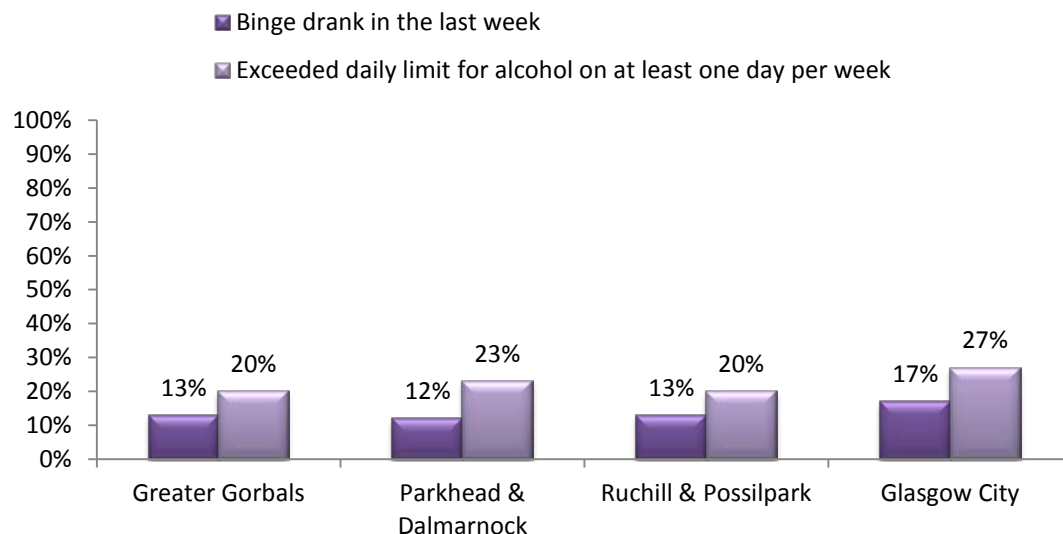 Binge drank in the last week
Exceeded daily limit for alcohol on at least one day per week
100%
90%
80%
70%
60%
50%
40%
30%
20%
10%
0%
13%
20%
12%
23%
13%
20%
17%
27%
Greater Gorbals
Parkhead &
Dalmarnock
Ruchill & Possilpark
Glasgow City